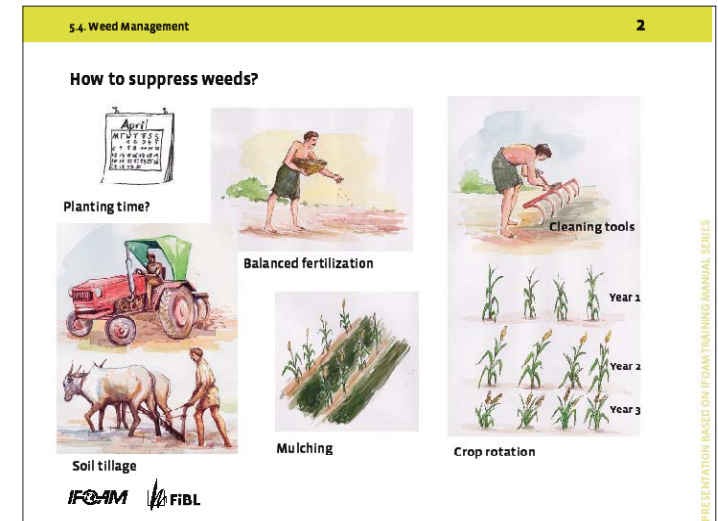 5.4. Weed Management
2
How to suppress weeds?
April
Planting time?
Balanced fertilization
Cleaning tools
Year 1
Year 2
Year 3
Mulching
Crop rotation
Soil tillage
IFOAM
FiBL
PRESENTATION BASED ON IFOAM TRAINING MANUAL SERIES